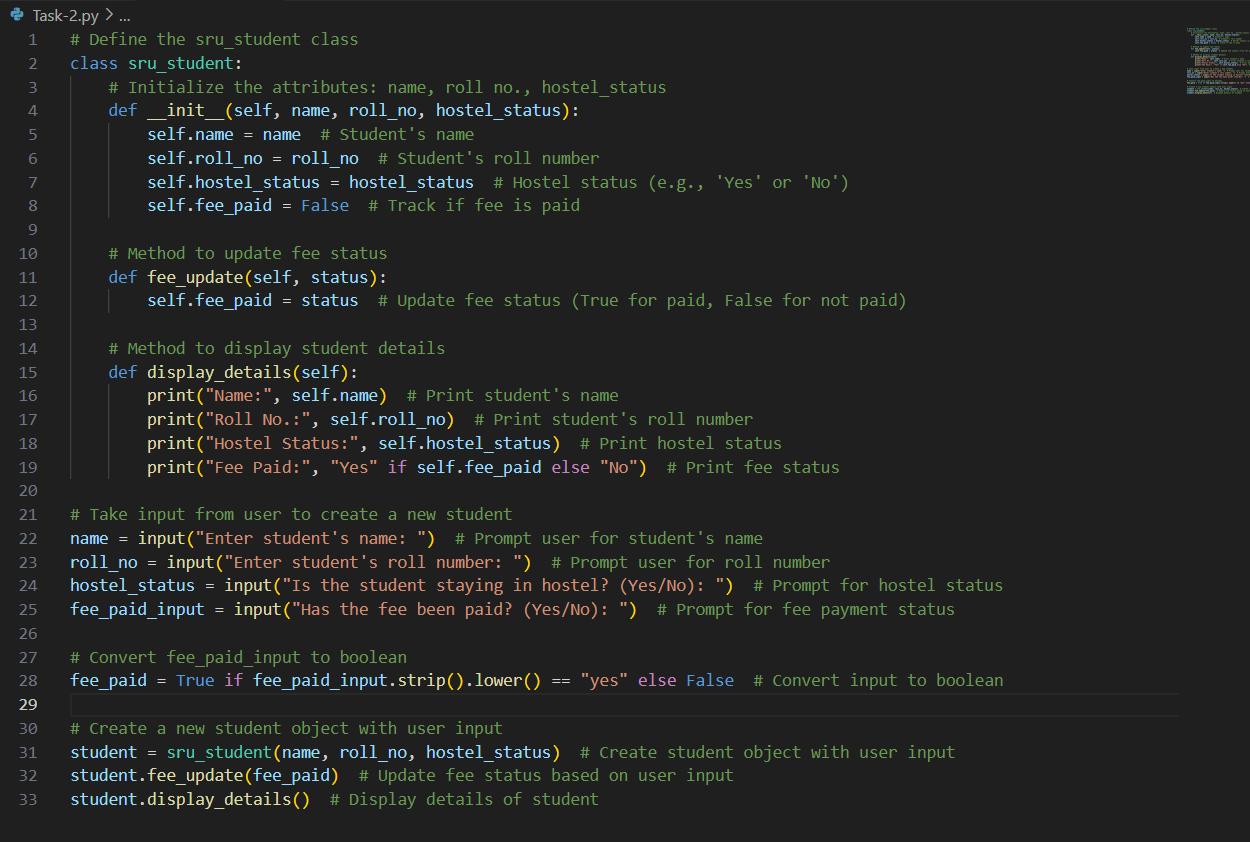 Task-2.py > ...
1 # Define the sru_student class
2 class sru_student:
3     # Initialize the attributes: name, roll no., hostel_status
4     def __init__(self, name, roll_no, hostel_status):
5         self.name = name  # Student's name
6         self.roll_no = roll_no  # Student's roll number
7         self.hostel_status = hostel_status  # Hostel status (e.g., 'Yes' or 'No')
8         self.fee_paid = False  # Track if fee is paid
9
10     # Method to update fee status
11     def fee_update(self, status):
12         self.fee_paid = status  # Update fee status (True for paid, False for not paid)
13
14     # Method to display student details
15     def display_details(self):
16         print("Name:", self.name)  # Print student's name
17         print("Roll No.:", self.roll_no)  # Print student's roll number
18         print("Hostel Status:", self.hostel_status)  # Print hostel status
19         print("Fee Paid:", "Yes" if self.fee_paid else "No")  # Print fee status
20
21 # Take input from user to create a new student
22 name = input("Enter student's name: ")  # Prompt user for student's name
23 roll_no = input("Enter student's roll number: ")  # Prompt user for roll number
24 hostel_status = input("Is the student staying in hostel? (Yes/No): ")  # Prompt for hostel status
25 fee_paid_input = input("Has the fee been paid? (Yes/No): ")  # Prompt for fee payment status
26
27 # Convert fee_paid_input to boolean
28 fee_paid = True if fee_paid_input.strip().lower() == "yes" else False  # Convert input to boolean
29
30 # Create a new student object with user input
31 student = sru_student(name, roll_no, hostel_status)  # Create student object with user input
32 student.fee_update(fee_paid)  # Update fee status based on user input
33 student.display_details()  # Display details of student